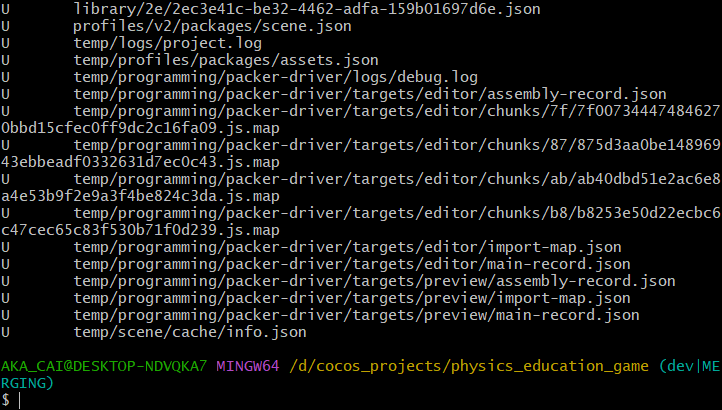 U       library/2e/2ec3e41c-be32-4462-adfa-159b01697d6e.json
U       profiles/v2/packages/scene.json
U       temp/logs/project.log
U       temp/profiles/packages/assets.json
U       temp/programming/packer-driver/logs/debug.log
U       temp/programming/packer-driver/targets/editor/assembly-record.json
U       temp/programming/packer-driver/targets/editor/chunks/7f/7f00734447484627
0bbd15cfec0ff9dc2c16fa09.js.map
U       temp/programming/packer-driver/targets/editor/chunks/87/875d3aa0be148969
43ebbeadf0332631d7ec0c43.js.map
U       temp/programming/packer-driver/targets/editor/chunks/ab/ab40dbd51e2ac6e8
a4e53b9f2e9a3f4be824c3da.js.map
U       temp/programming/packer-driver/targets/editor/chunks/b8/b8253e50d22ecbc6
c47cec65c83f530b71f0d239.js.map
U       temp/programming/packer-driver/targets/editor/import-map.json
U       temp/programming/packer-driver/targets/editor/main-record.json
U       temp/programming/packer-driver/targets/preview/assembly-record.json
U       temp/programming/packer-driver/targets/preview/import-map.json
U       temp/programming/packer-driver/targets/preview/main-record.json
U       temp/scene/cache/info.json
AKA_CAI@DESKTOP-NDVQKA7 MINGW64 /d/cocos_projects/physics_education_game (dev|ME
RGING)
$